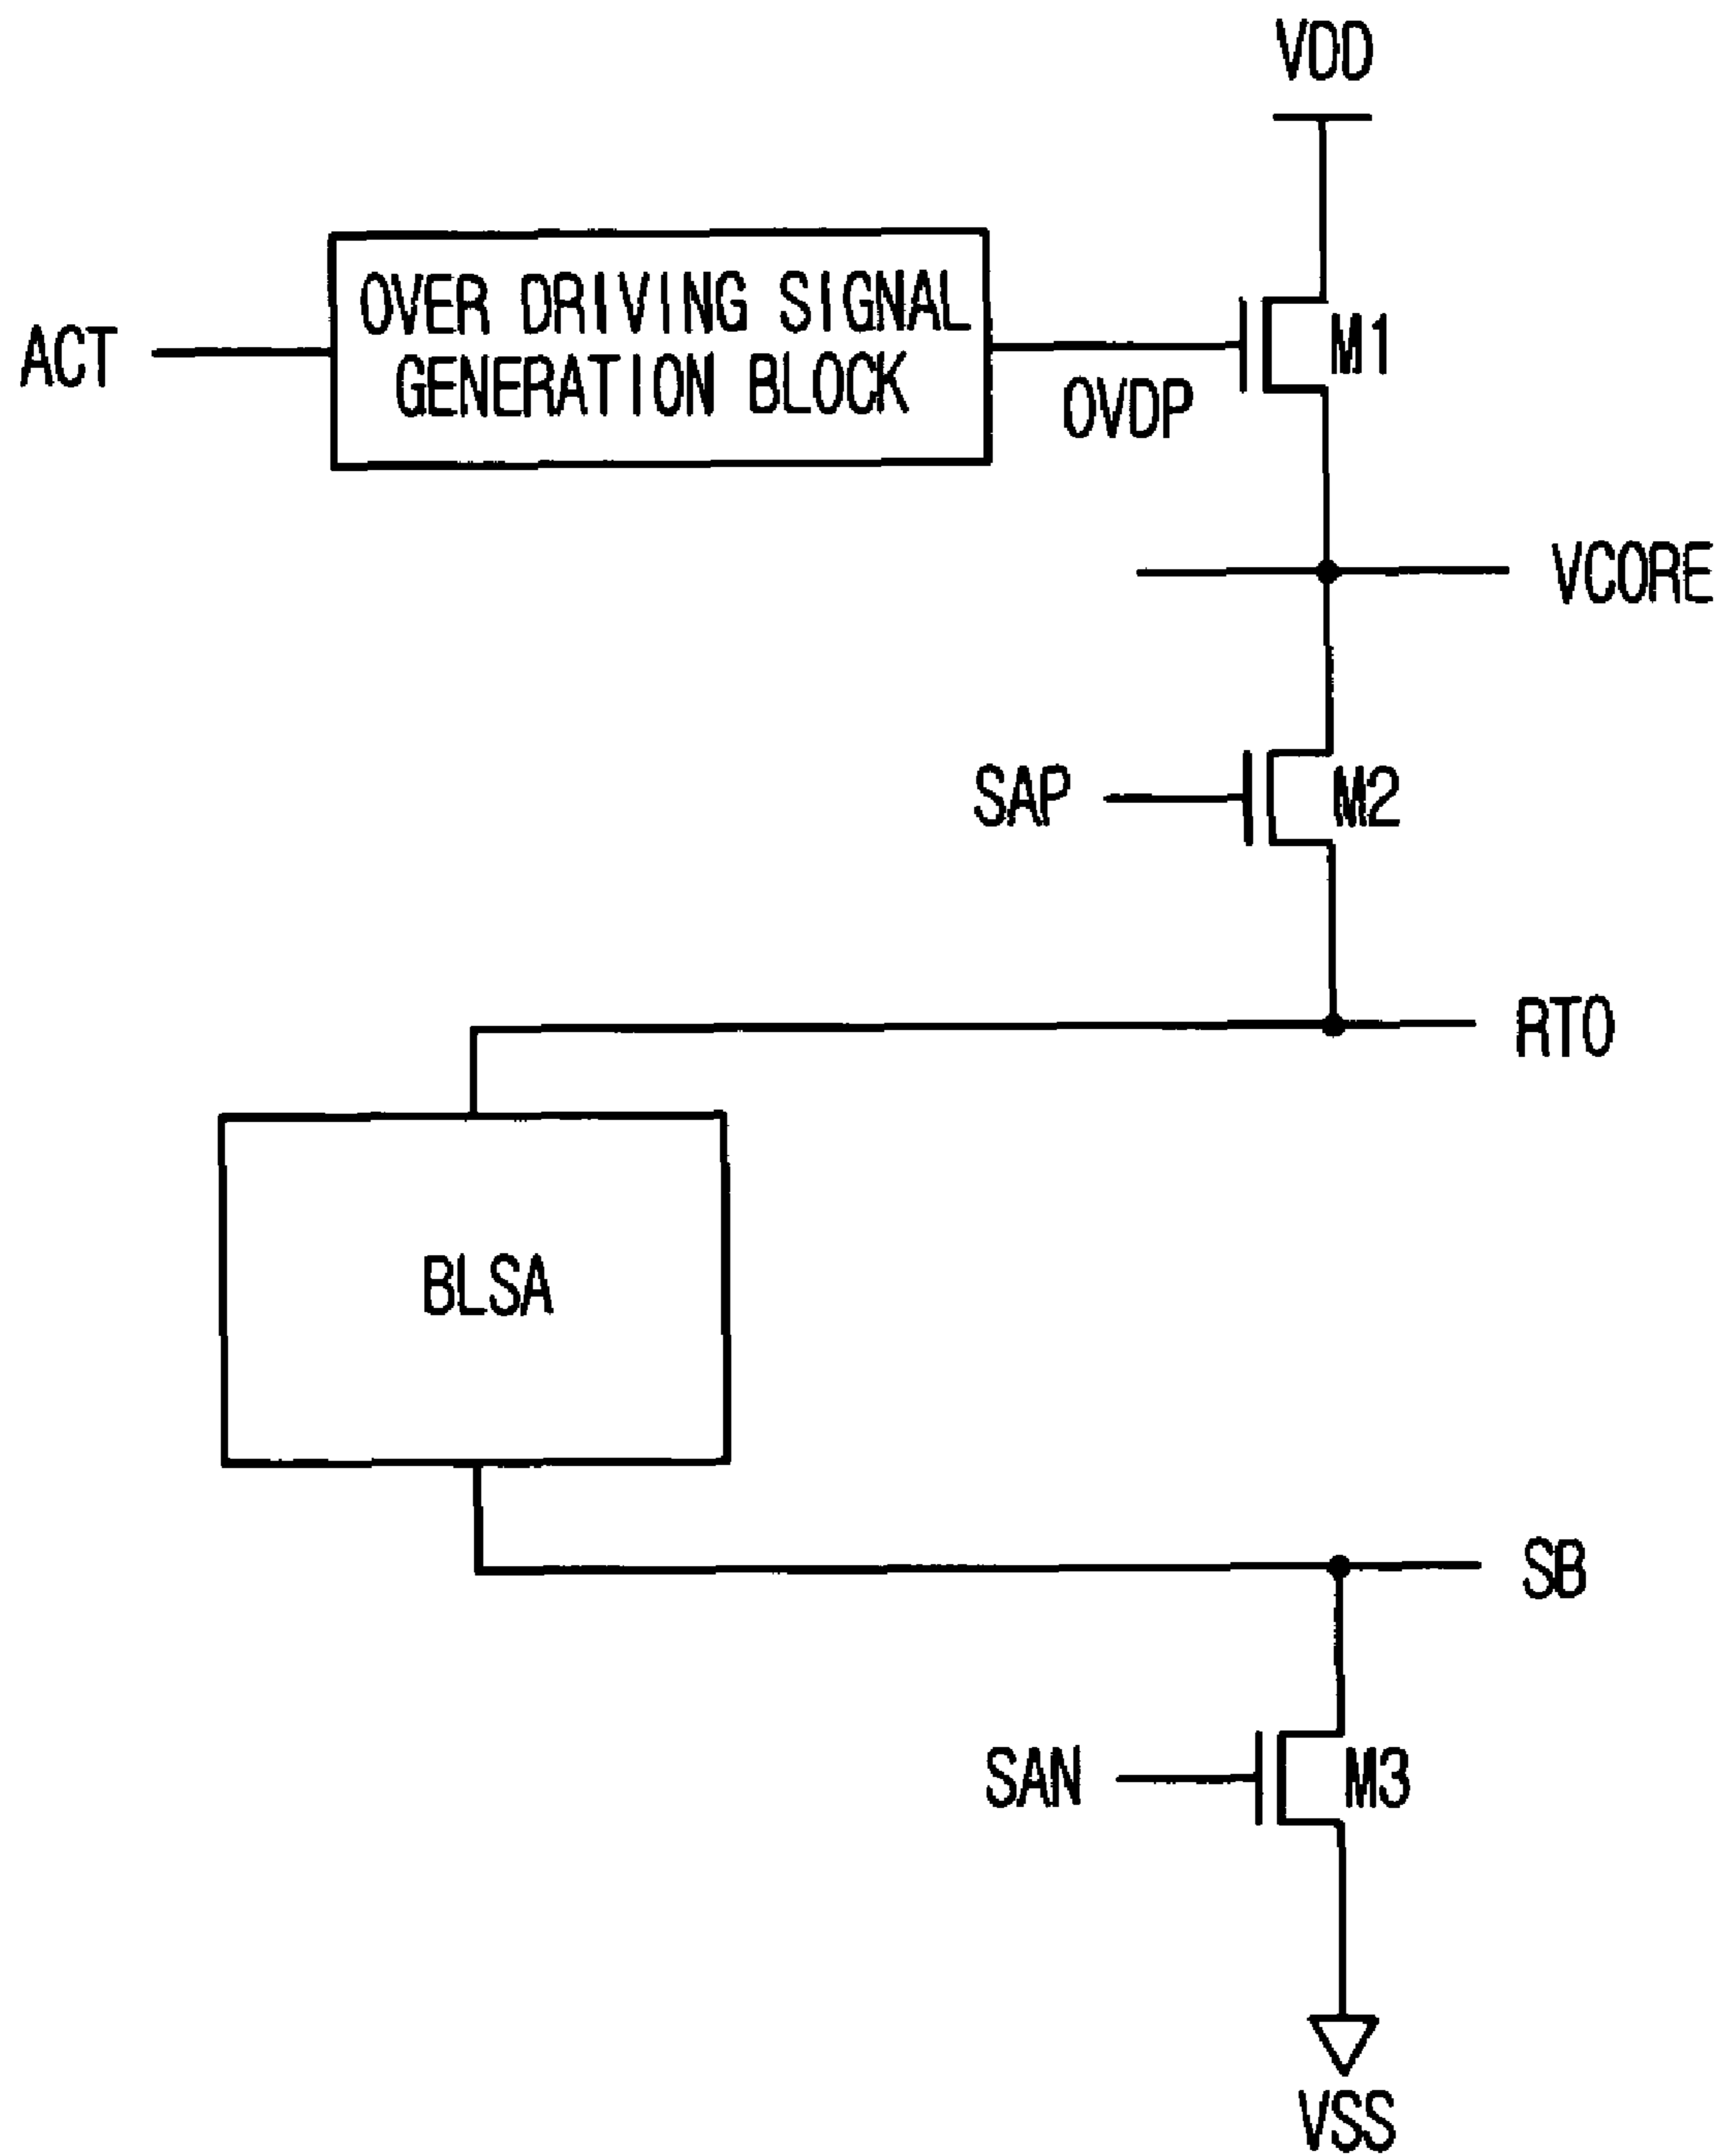 VDD
OVER DRIVING SIGNAL
GENERATION BLOCK
ACT
M1
OVDP
VCORE
SAP
M2
RTO
BLSA
SB
SAN
M3
VSS